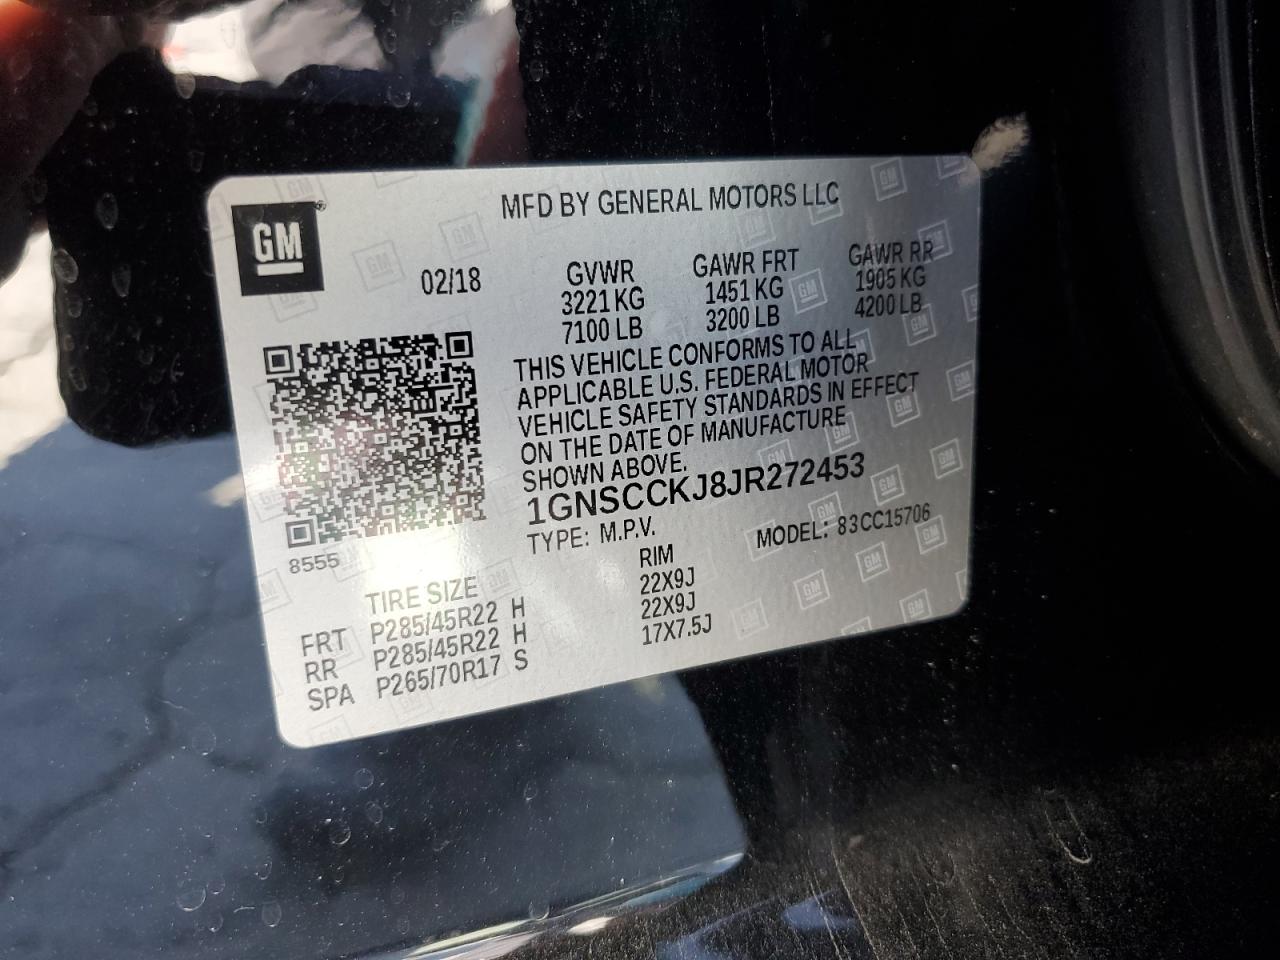 GM
MFD BY GENERAL MOTORS LLC
02/18 GVWR GAWR FRT GAWR RR
3221 KG 1451 KG 1905 KG
7100 LB 3200 LB 4200 LB
THIS VEHICLE CONFORMS TO ALL
APPLICABLE U.S. FEDERAL MOTOR
VEHICLE SAFETY STANDARDS IN EFFECT
ON THE DATE OF MANUFACTURE
SHOWN ABOVE.
1GNSCCKJ8JR272453
TYPE: M.P.V. MODEL: 83CC15706
8555
TIRE SIZE RIM
FRT P285/45R22 H 22X9J
RR P285/45R22 H 22X9J
SPA P265/70R17 S 17X7.5J